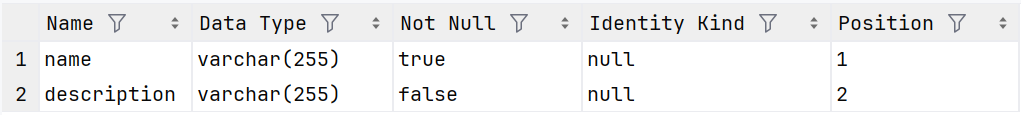 Name Data Type Not Null Identity Kind Position
1 name varchar(255) true null 1
2 description varchar(255) false null 2